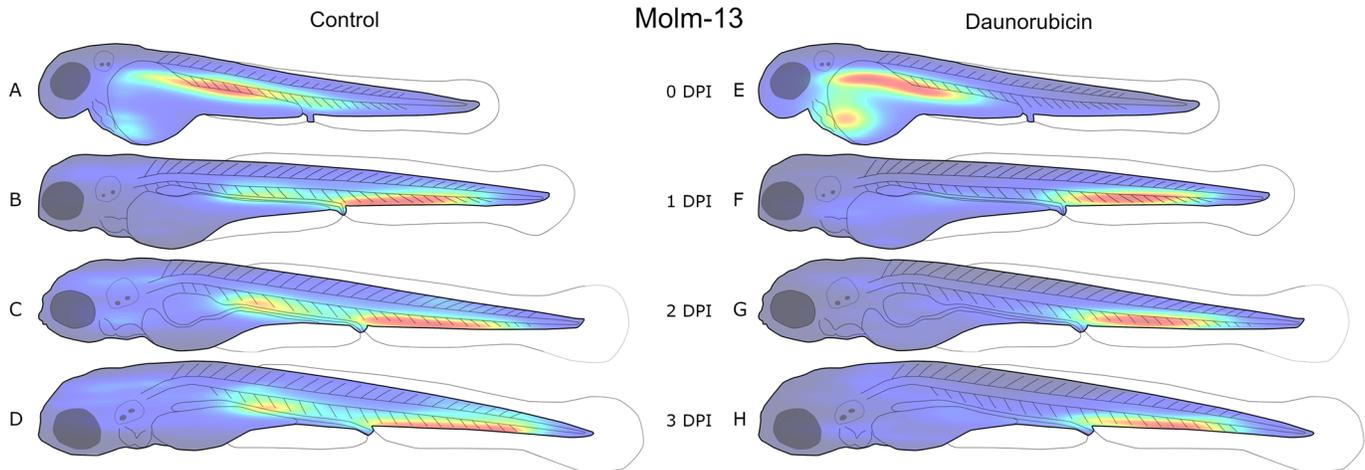 Control Molm-13 Daunorubicin
A 0 DPI E
B 1 DPI F
C 2 DPI G
D 3 DPI H